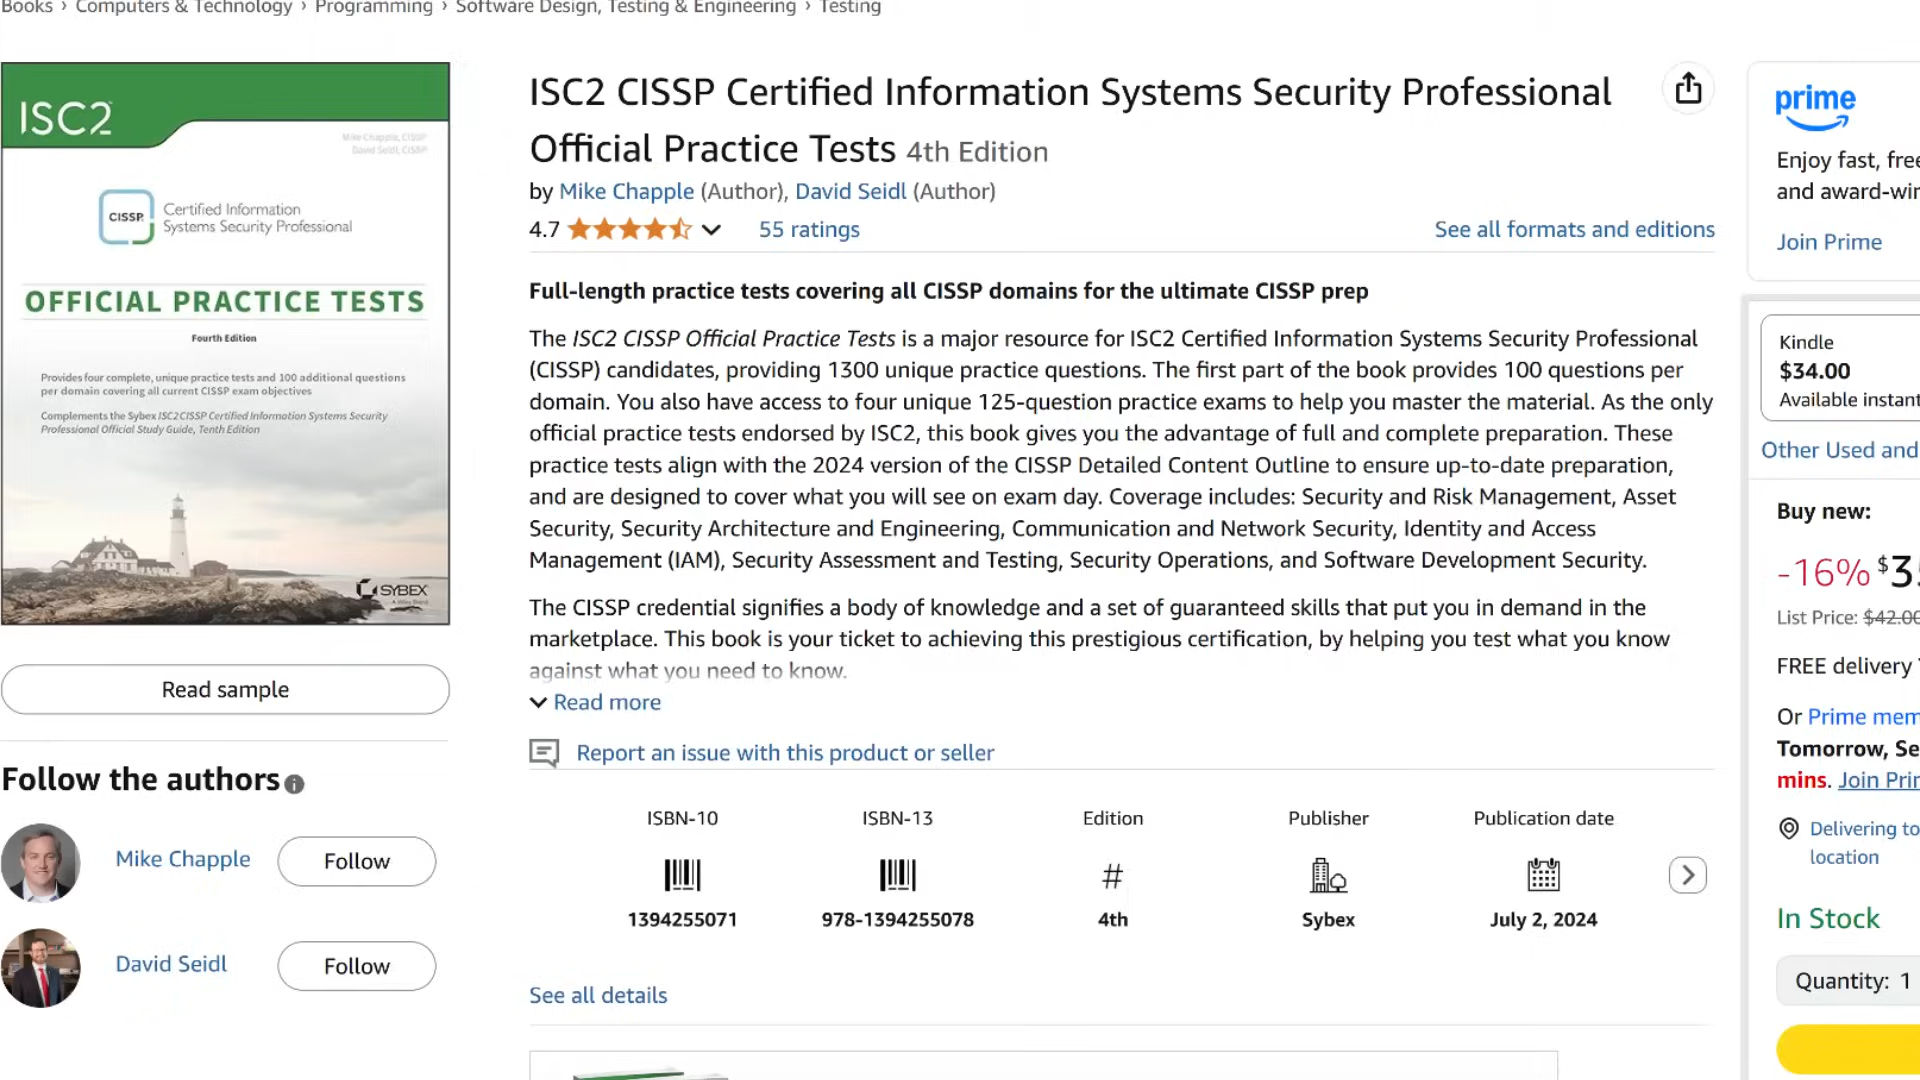 Books › Computers & Technology › Programming › Software Design, Testing & Engineering › Testing
ISC2
Mike Chapple, CISSP
David Seidl, CISSP
CISSP
Certified Information
Systems Security Professional
OFFICIAL PRACTICE TESTS
Fourth Edition
Provides four complete, unique practice tests and 100 additional questions
per domain covering all current CISSP exam objectives
Complements the Sybex ISC2 CISSP Certified Information Systems Security
Professional Official Study Guide, Tenth Edition
SYBEX
A Wiley Brand
Read sample
Follow the authors
Mike Chapple
Follow
David Seidl
Follow
ISC2 CISSP Certified Information Systems Security Professional
Official Practice Tests 4th Edition
by Mike Chapple (Author), David Seidl (Author)
4.7 55 ratings
See all formats and editions
Full-length practice tests covering all CISSP domains for the ultimate CISSP prep
The ISC2 CISSP Official Practice Tests is a major resource for ISC2 Certified Information Systems Security Professional
(CISSP) candidates, providing 1300 unique practice questions. The first part of the book provides 100 questions per
domain. You also have access to four unique 125-question practice exams to help you master the material. As the only
official practice tests endorsed by ISC2, this book gives you the advantage of full and complete preparation. These
practice tests align with the 2024 version of the CISSP Detailed Content Outline to ensure up-to-date preparation,
and are designed to cover what you will see on exam day. Coverage includes: Security and Risk Management, Asset
Security, Security Architecture and Engineering, Communication and Network Security, Identity and Access
Management (IAM), Security Assessment and Testing, Security Operations, and Software Development Security.
The CISSP credential signifies a body of knowledge and a set of guaranteed skills that put you in demand in the
marketplace. This book is your ticket to achieving this prestigious certification, by helping you test what you know
against what you need to know.
Read more
Report an issue with this product or seller
ISBN-10
1394255071
ISBN-13
978-1394255078
Edition
#
4th
Publisher
Sybex
Publication date
July 2, 2024
See all details
prime
Enjoy fast, free
and award-win
Join Prime
Kindle
$34.00
Available instant
Other Used and
Buy new:
-16% $3
List Price: $42.00
FREE delivery
Or Prime mem
Tomorrow, Se
mins. Join Prim
Delivering to
location
In Stock
Quantity: 1